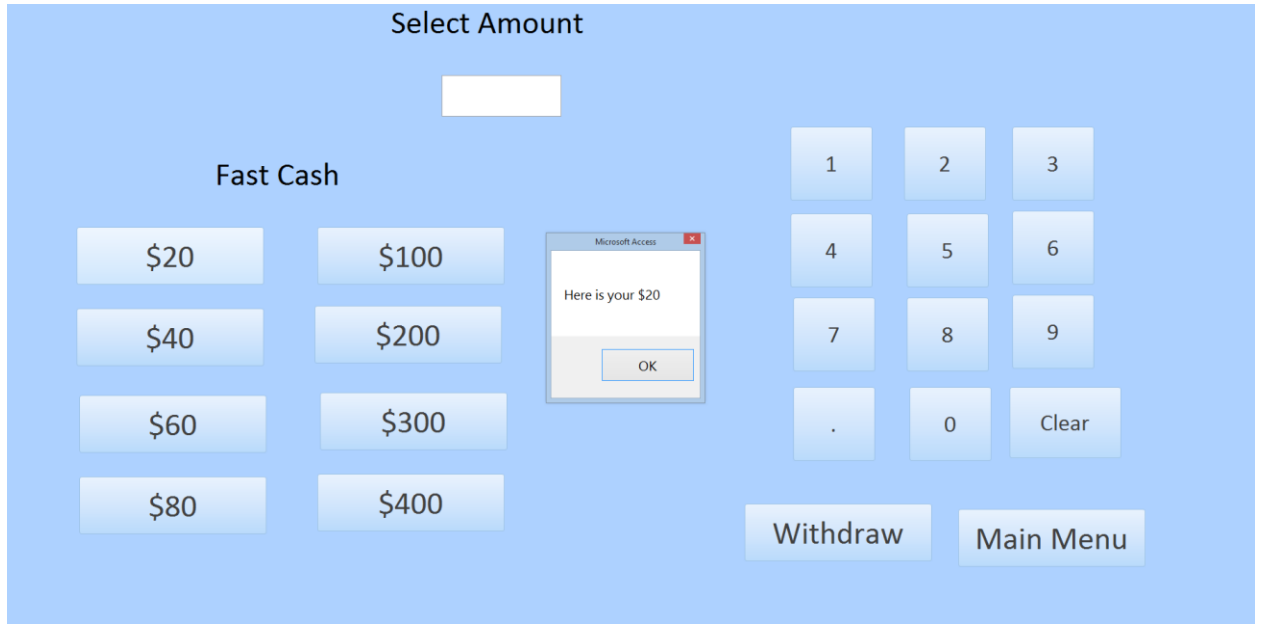 Select Amount
Fast Cash
$20
$100
$40
$200
$60
$300
$80
$400
Microsoft Access
Here is your $20
OK
1
2
3
4
5
6
7
8
9
.
0
Clear
Withdraw
Main Menu